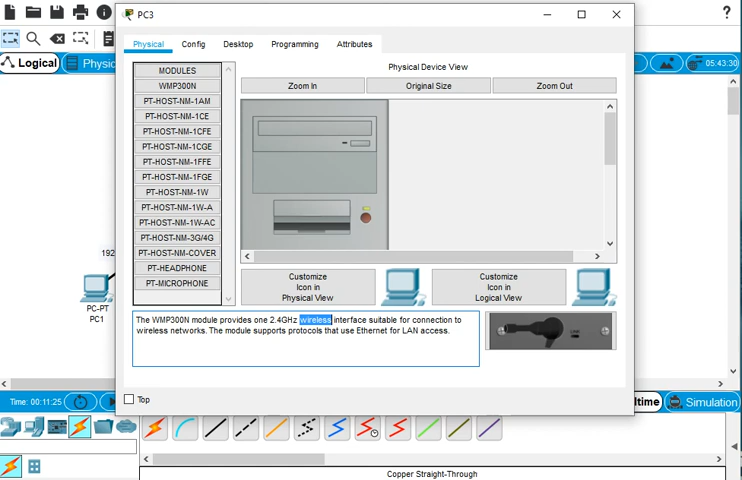 PC3
Physical
Config
Desktop
Programming
Attributes
Logical
Physic
05:43:30
MODULES
WMP300N
PT-HOST-NM-1AM
PT-HOST-NM-1CE
PT-HOST-NM-1CFE
PT-HOST-NM-1CGE
PT-HOST-NM-1FFE
PT-HOST-NM-1FGE
PT-HOST-NM-1W
PT-HOST-NM-1W-A
PT-HOST-NM-1W-AC
PT-HOST-NM-3G/4G
PT-HOST-NM-COVER
PT-HEADPHONE
PT-MICROPHONE
Physical Device View
Zoom In
Original Size
Zoom Out
192
PC-PT
PC1
Customize
Icon in
Physical View
Customize
Icon in
Logical View
The WMP300N module provides one 2.4GHz wireless interface suitable for connection to
wireless networks. The module supports protocols that use Ethernet for LAN access.
Top
Time: 00:11:25
ltime
Simulation
Copper Straight-Through